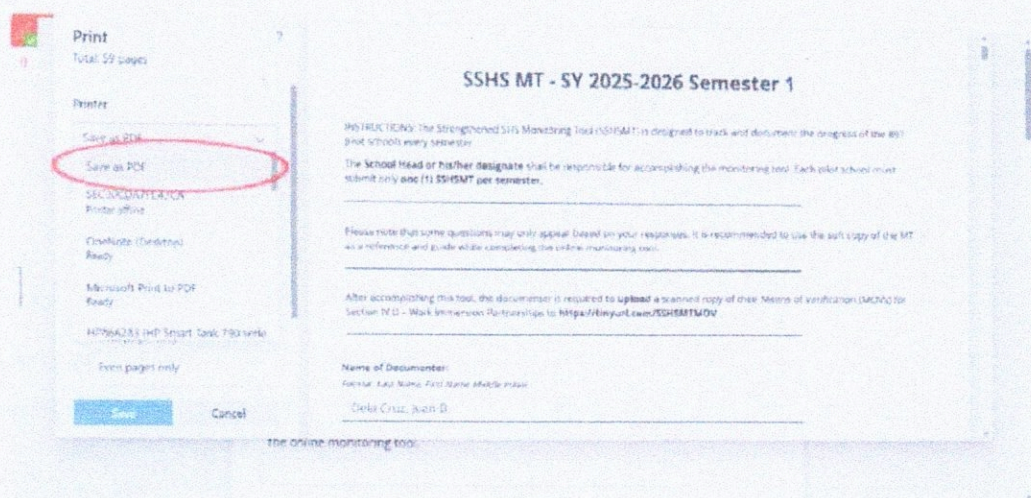 Print
?
Total: 59 pages
Printer
Save as PDF
Save as PDF
Printer offline
OneNote (Desktop)
Ready
Microsoft Print to PDF
Ready
(HP Smart Tank 790 serie
Even pages only
Save
Cancel
SSHS MT - SY 2025-2026 Semester 1
INSTRUCTIONS: The Strengthened SHS Monitoring Tool (SSHSMT) is designed to track and document the progress of the
pilot schools every semester.
The School Head or his/her designate shall be responsible for accomplishing the monitoring tool. Each pilot school must
submit only one (1) SSHSMT per semester.
Please note that some questions may only appear based on your responses. It is recommended to use the soft copy of the MT
as a reference and guide while completing the online monitoring tool.
After accomplishing this tool, the documenter is required to upload a scanned copy of their Means of Verification (MOVs) for
Section IV.D – Work Immersion Partnerships to https://tinyurl.com/SSHSMTMOV
Name of Documenter:
Format: Last Name, First Name Middle Initial
Dela Cruz, Juan B.
the online monitoring tool.